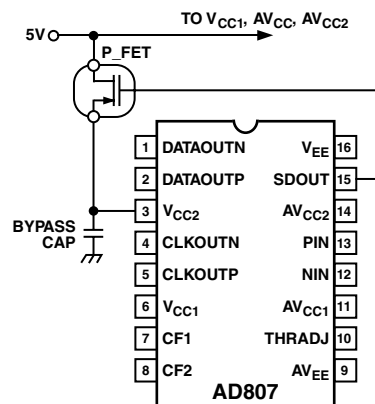 5V
TO VCC1, AVCC, AVCC2
P_FET
BYPASS
CAP
1 DATAOUTN
2 DATAOUTP
3 VCC2
4 CLKOUTN
5 CLKOUTP
6 VCC1
7 CF1
8 CF2
VEE 16
SDOUT 15
AVCC2 14
PIN 13
NIN 12
AVCC1 11
THRADJ 10
AVEE 9
AD807